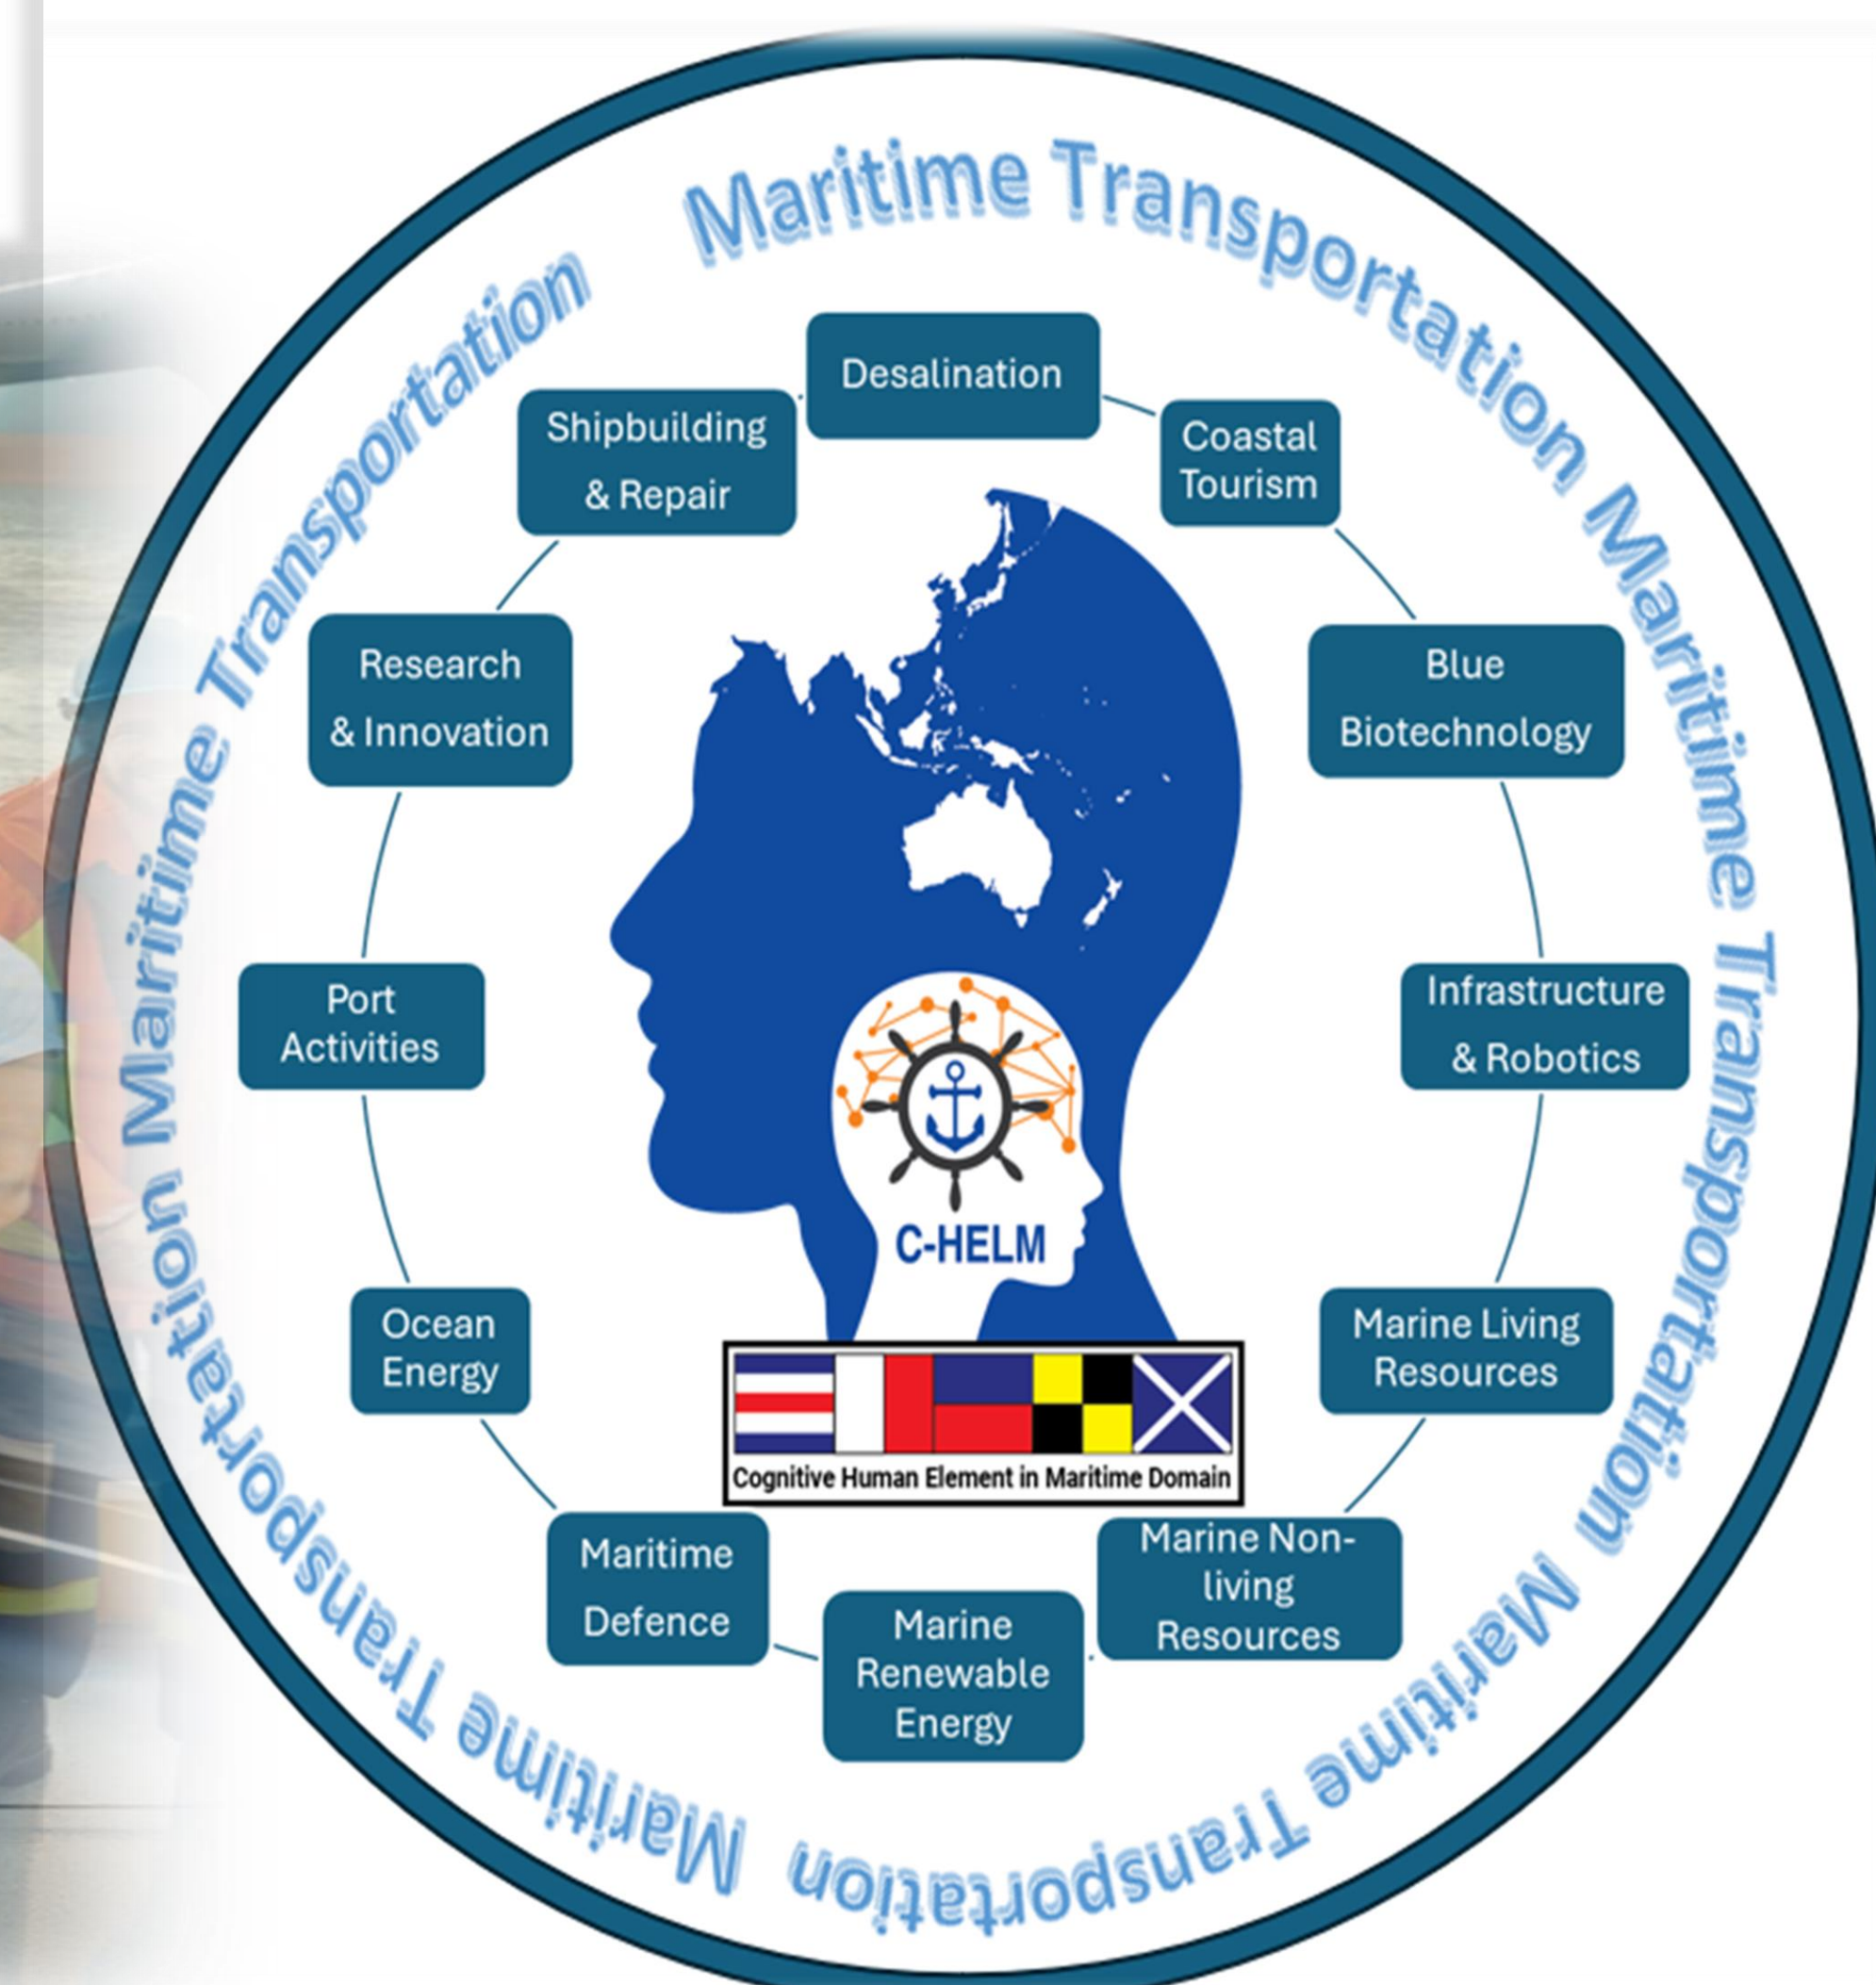 Maritime Transportation Maritime Transportation Maritime Transportation Maritime Transportation Maritime Transportation
Desalination
Coastal
Tourism
Blue
Biotechnology
Infrastructure
& Robotics
Marine Living
Resources
Marine Non-
living
Resources
Marine
Renewable
Energy
Maritime
Defence
Ocean
Energy
Port
Activities
Research
& Innovation
Shipbuilding
& Repair
C-HELM
Cognitive Human Element in Maritime Domain